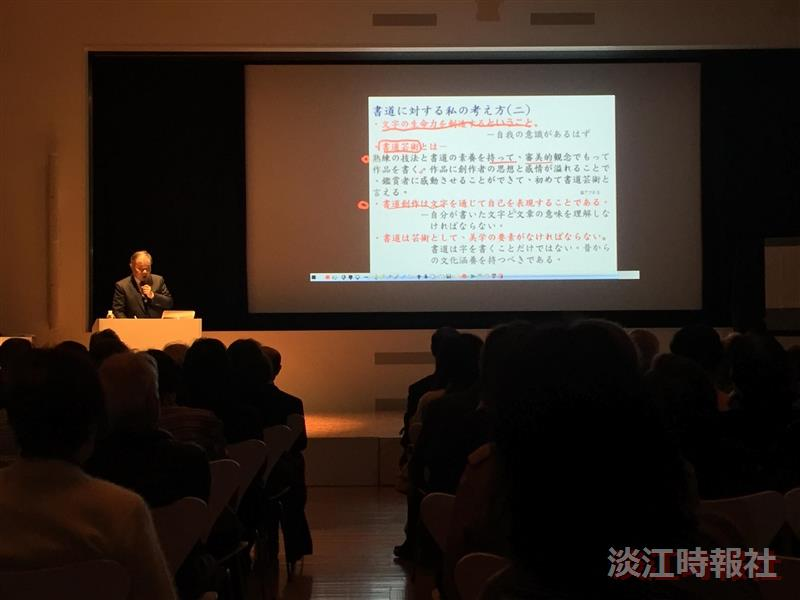 書道に対する私の考え方(二)
・文字の生命力を創造するということ。
－自我の意識があるはず
・書道芸術とは－
熟練の技法と書道の素養を持って、審美的観念でもって
作品を書く。作品に創作者の思想と感情が溢れることで
、鑑賞者に感動させることができて、初めて書道芸術と
言える。
・書道創作は文字を通じて自己を表現することである。
－自分が書いた文字と文章の意味を理解しな
ければならない。
・書道は芸術として、美学の要素がなければならない。
書道は字を書くことだけではない。昔から
の文化涵養を持つべきである。
淡江時報社